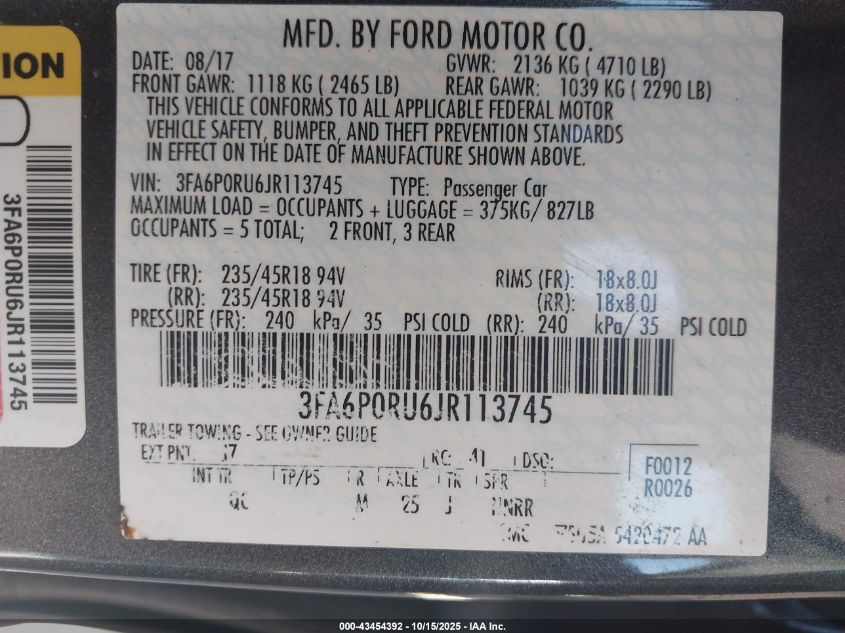 MFD. BY FORD MOTOR CO.
DATE: 08/17 GVWR: 2136 KG ( 4710 LB)
FRONT GAWR: 1118 KG ( 2465 LB) REAR GAWR: 1039 KG ( 2290 LB)
THIS VEHICLE CONFORMS TO ALL APPLICABLE FEDERAL MOTOR
VEHICLE SAFETY, BUMPER, AND THEFT PREVENTION STANDARDS
IN EFFECT ON THE DATE OF MANUFACTURE SHOWN ABOVE.
VIN: 3FA6P0RU6JR113745 TYPE: Passenger Car
MAXIMUM LOAD = OCCUPANTS + LUGGAGE = 375KG/ 827LB
OCCUPANTS = 5 TOTAL; 2 FRONT, 3 REAR
TIRE (FR): 235/45R18 94V RIMS (FR): 18x8.0J
(RR): 235/45R18 94V (RR): 18x8.0J
PRESSURE (FR): 240 kPa/ 35 PSI COLD (RR): 240 kPa/ 35 PSI COLD
3FA6P0RU6JR113745
TRAILER TOWING - SEE OWNER GUIDE
EXT PNT: RC: 41 DSO:
INT TR TP/PS R AXLE TR SPR
M 25 J
F0012
R0026
5420472 AA
TION
3FA6P0RU6JR113745
000-43454392 - 10/15/2025 - IAA Inc.